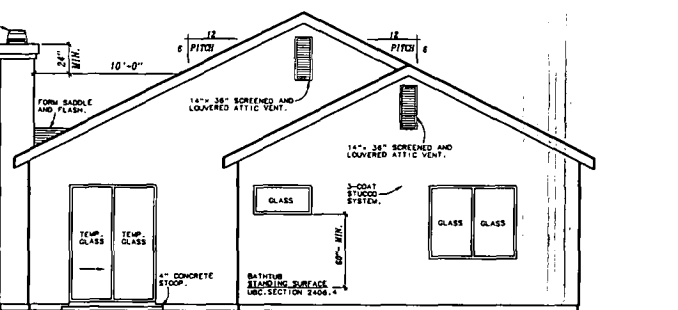 12
6 PITCH
12
PITCH 6
24" MIN.
10'-0"
FORM SADDLE
AND FLASH.
14"x 36" SCREENED AND
LOUVERED ATTIC VENT.
14"x 36" SCREENED AND
LOUVERED ATTIC VENT.
3-COAT
STUCCO
SYSTEM.
GLASS
GLASS GLASS
TEMP. TEMP.
GLASS GLASS
60"- MIN.
4" CONCRETE
STOOP.
BATHTUB
STANDING SURFACE
UBC.SECTION 2406.4